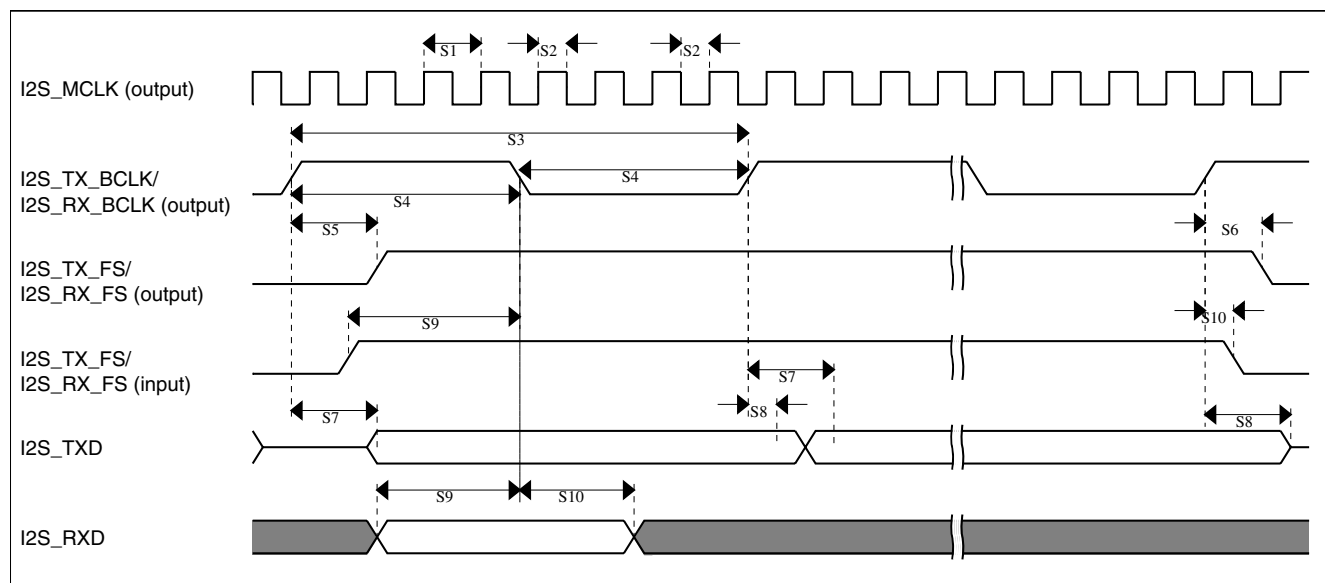 S1
S2
S2
I2S_MCLK (output)
S3
I2S_TX_BCLK/
I2S_RX_BCLK (output)
S4
S4
S5
S6
I2S_TX_FS/
I2S_RX_FS (output)
S9
S10
I2S_TX_FS/
I2S_RX_FS (input)
S7
S7
S8
S8
I2S_TXD
S9
S10
I2S_RXD